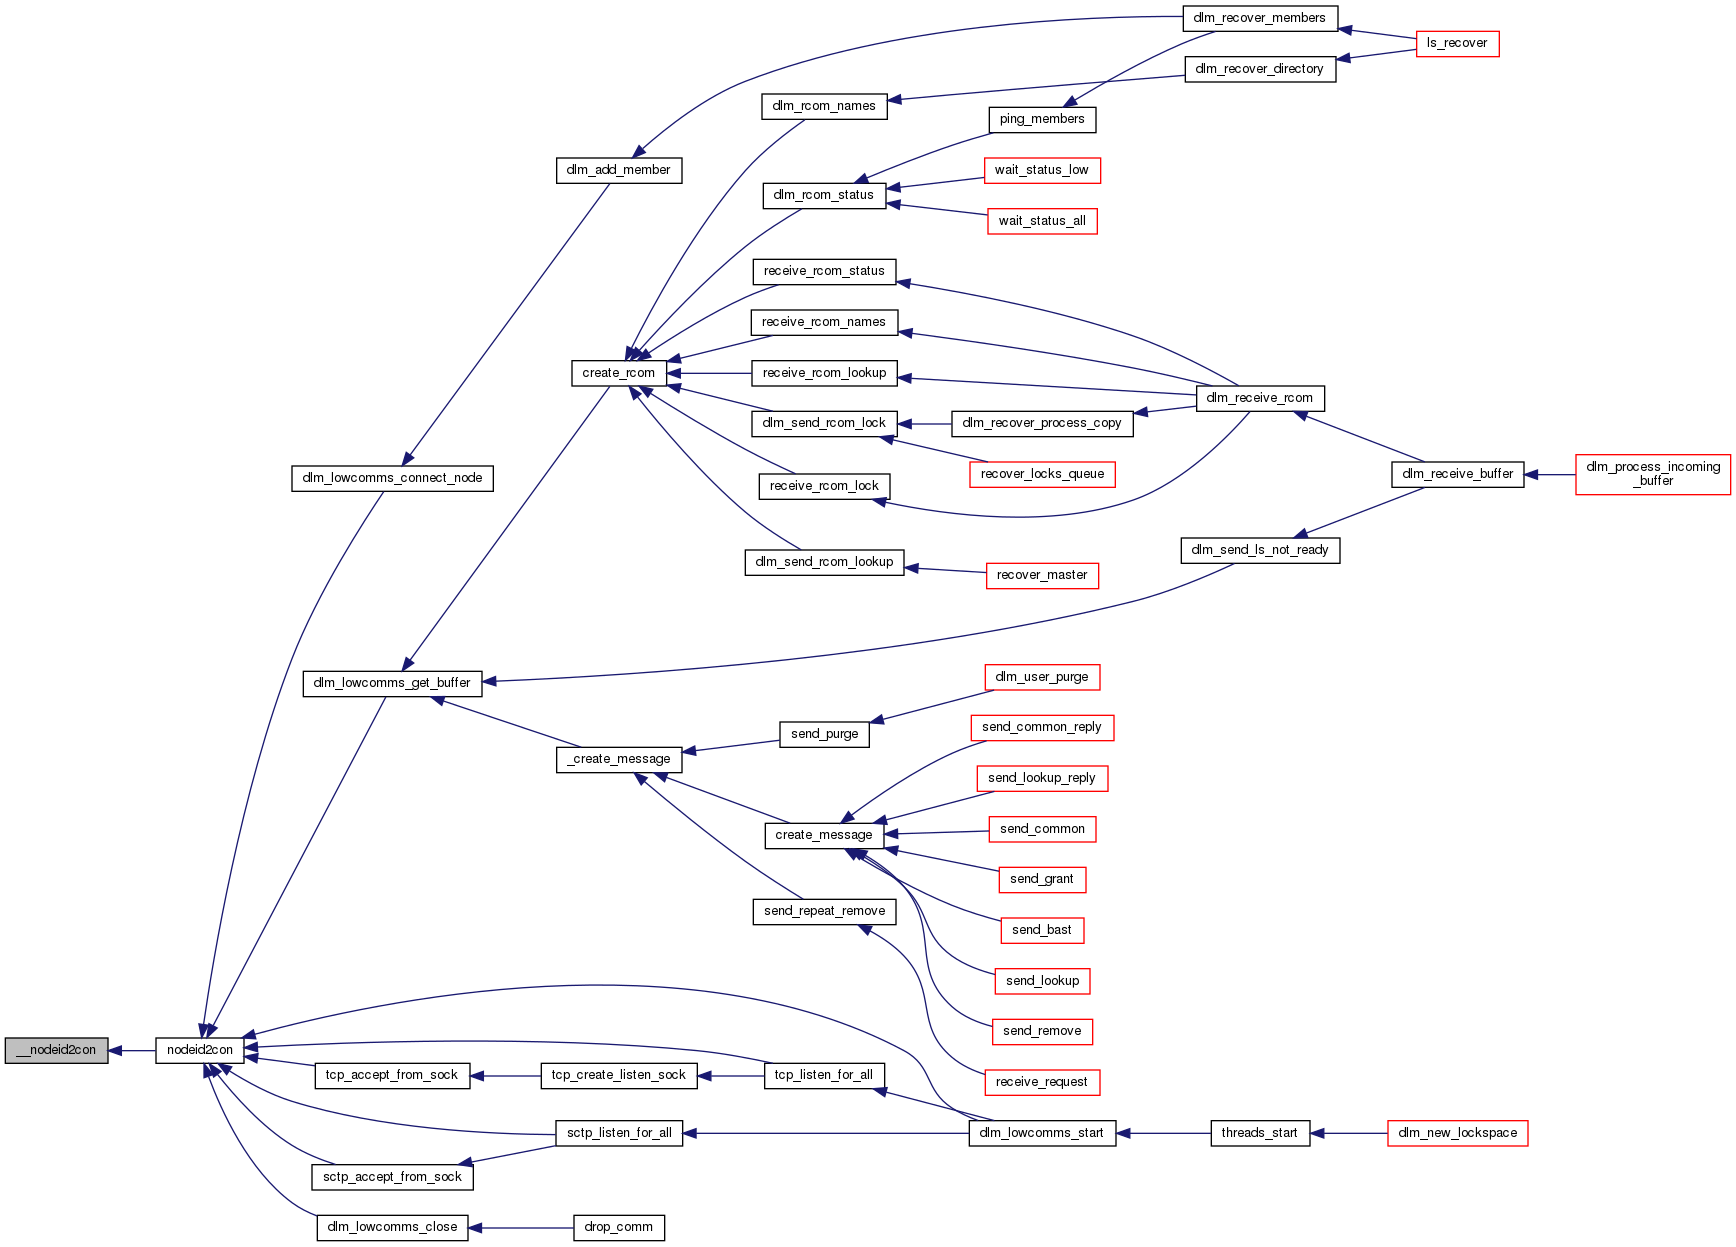 dlm_recover_members
ls_recover
dlm_recover_directory
dlm_rcom_names
ping_members
dlm_add_member
wait_status_low
dlm_rcom_status
wait_status_all
receive_rcom_status
receive_rcom_names
create_rcom
receive_rcom_lookup
dlm_receive_rcom
dlm_send_rcom_lock
dlm_recover_process_copy
dlm_lowcomms_connect_node
recover_locks_queue
dlm_receive_buffer
dlm_process_incoming
_buffer
receive_rcom_lock
dlm_send_ls_not_ready
dlm_send_rcom_lookup
recover_master
dlm_lowcomms_get_buffer
dlm_user_purge
send_common_reply
send_purge
_create_message
send_lookup_reply
create_message
send_common
send_grant
send_repeat_remove
send_bast
send_lookup
send_remove
__nodeid2con
nodeid2con
tcp_accept_from_sock
tcp_create_listen_sock
tcp_listen_for_all
receive_request
sctp_listen_for_all
dlm_lowcomms_start
threads_start
dlm_new_lockspace
sctp_accept_from_sock
dlm_lowcomms_close
drop_comm